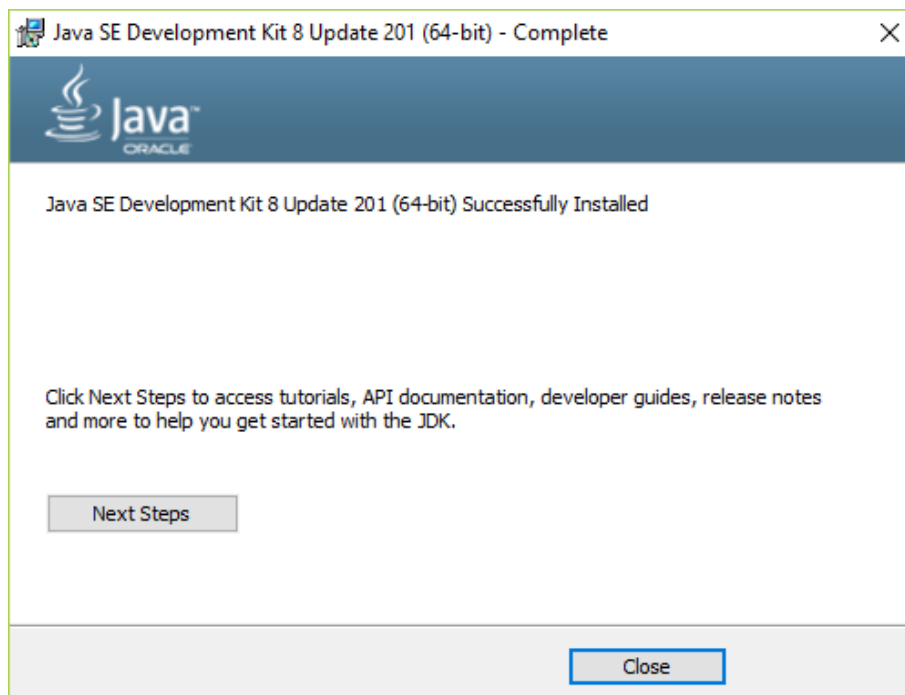 Java SE Development Kit 8 Update 201 (64-bit) - Complete
Java™
ORACLE
Java SE Development Kit 8 Update 201 (64-bit) Successfully Installed
Click Next Steps to access tutorials, API documentation, developer guides, release notes
and more to help you get started with the JDK.
Next Steps
Close